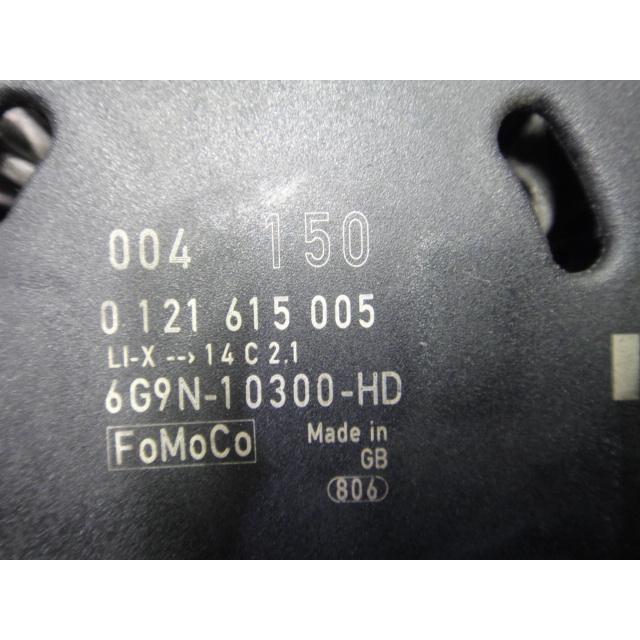 004 150
0 121 615 005
LI-X --> 14 C 2.1
6G9N-10300-HD
FoMoCo Made in
GB
806